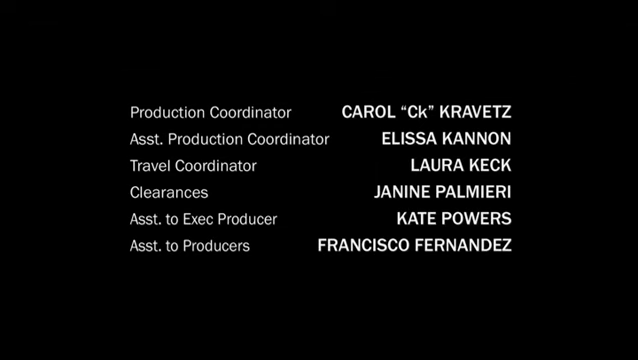 Production Coordinator CAROL “Ck” KRAVETZ
Asst. Production Coordinator ELISSA KANNON
Travel Coordinator LAURA KECK
Clearances JANINE PALMIERI
Asst. to Exec Producer KATE POWERS
Asst. to Producers FRANCISCO FERNANDEZ